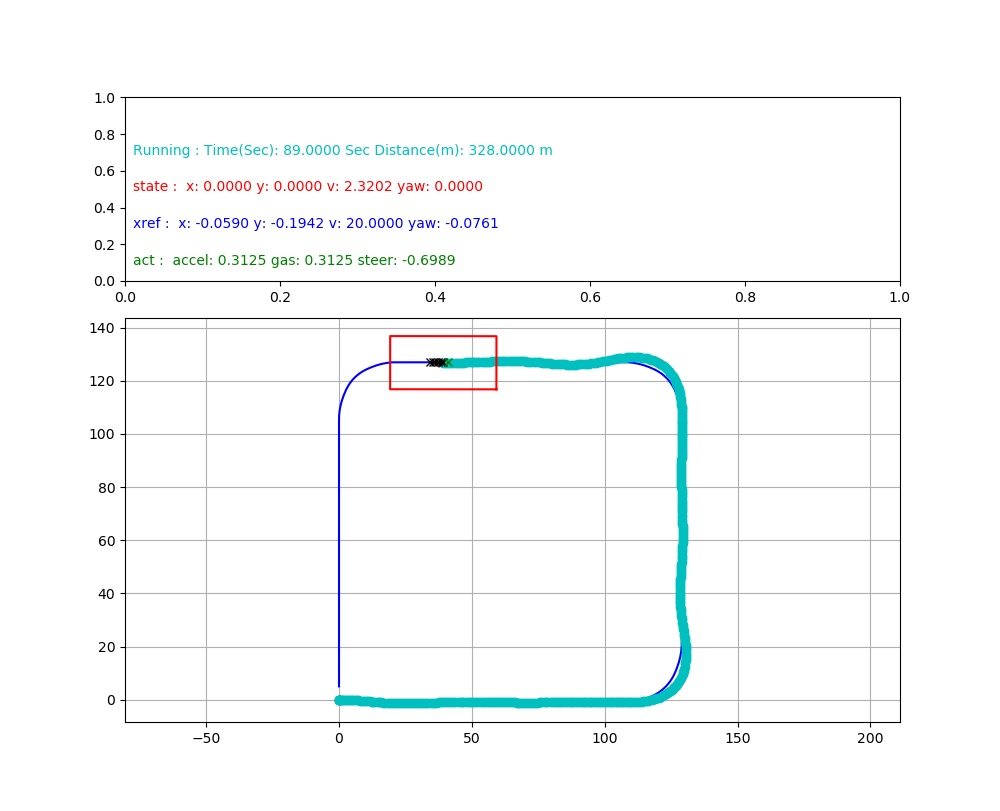 1.0
0.8
Running : Time(Sec): 89.0000 Sec Distance(m): 328.0000 m
0.6
state :  x: 0.0000 y: 0.0000 v: 2.3202 yaw: 0.0000
0.4
xref :  x: -0.0590 y: -0.1942 v: 20.0000 yaw: -0.0761
0.2
act :  accel: 0.3125 gas: 0.3125 steer: -0.6989
0.0
0.0 0.2 0.4 0.6 0.8 1.0
140
120
100
80
60
40
20
0
−50 0 50 100 150 200